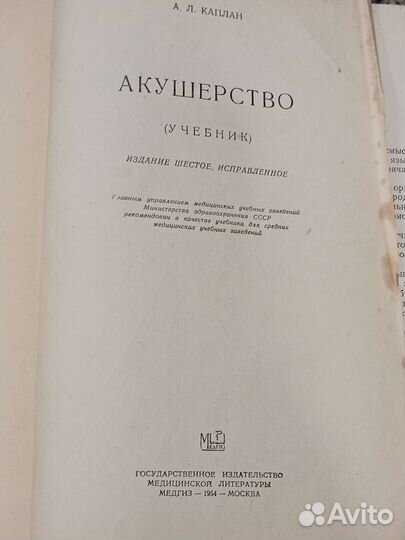 А. Л. КАПЛАН
АКУШЕРСТВО
(УЧЕБНИК)
ИЗДАНИЕ ШЕСТОЕ, ИСПРАВЛЕННОЕ
Главным управлением медицинских учебных заведений
Министерства здравоохранения СССР
рекомендован в качестве учебника для средних
медицинских учебных заведений
ГОСУДАРСТВЕННОЕ ИЗДАТЕЛЬСТВО
МЕДИЦИНСКОЙ ЛИТЕРАТУРЫ
МЕДГИЗ — 1954 — МОСКВА
Avito